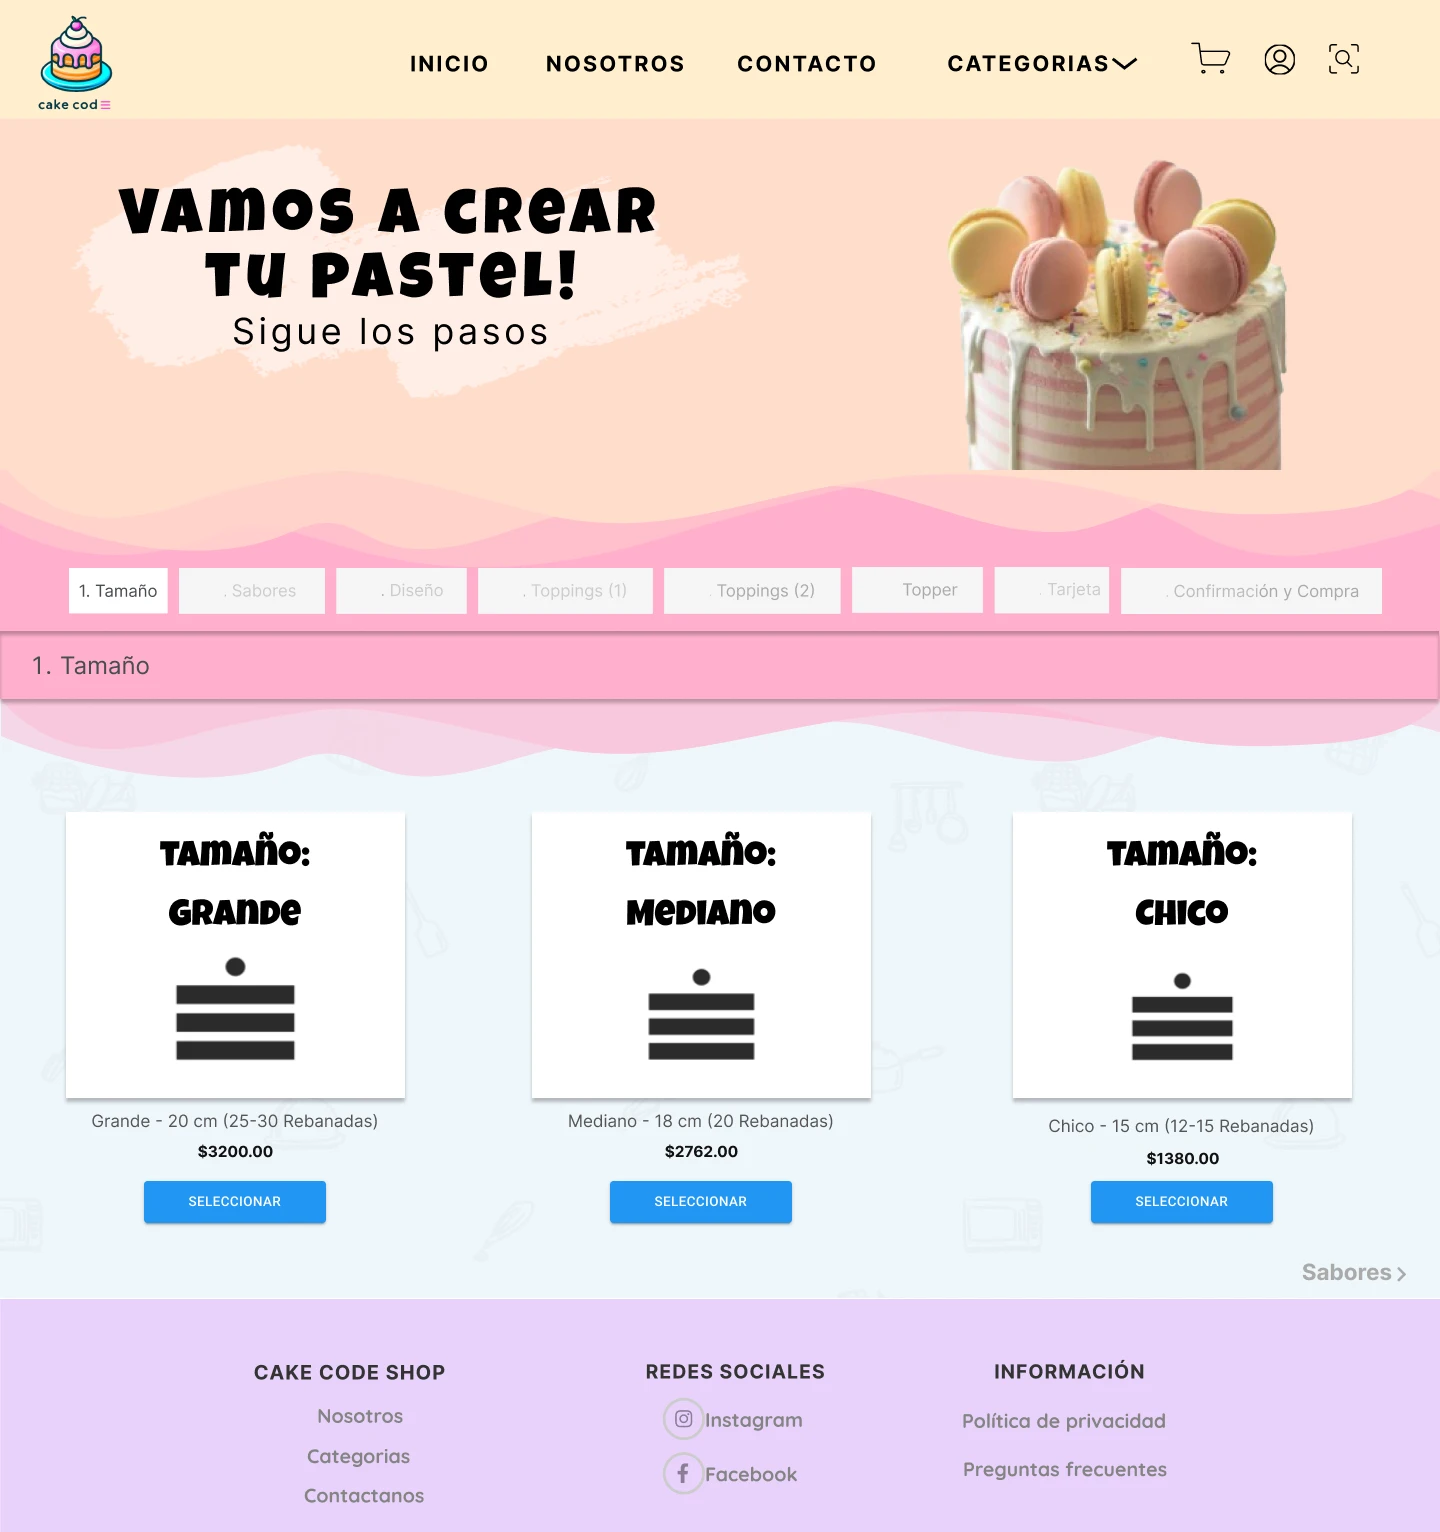 cake cod
INICIO
NOSOTROS
CONTACTO
CATEGORIAS
VAMOS A CREAR
TU PASTEL!
Sigue los pasos
1. Tamaño
. Sabores
. Diseño
. Toppings (1)
. Toppings (2)
Topper
. Tarjeta
. Confirmación y Compra
1. Tamaño
TAMAÑO:
GRANDE
TAMAÑO:
MEDIANO
TAMAÑO:
CHICO
Grande - 20 cm (25-30 Rebanadas)
$3200.00
SELECCIONAR
Mediano - 18 cm (20 Rebanadas)
$2762.00
SELECCIONAR
Chico - 15 cm (12-15 Rebanadas)
$1380.00
SELECCIONAR
Sabores
CAKE CODE SHOP
Nosotros
Categorias
Contactanos
REDES SOCIALES
Instagram
Facebook
INFORMACIÓN
Política de privacidad
Preguntas frecuentes